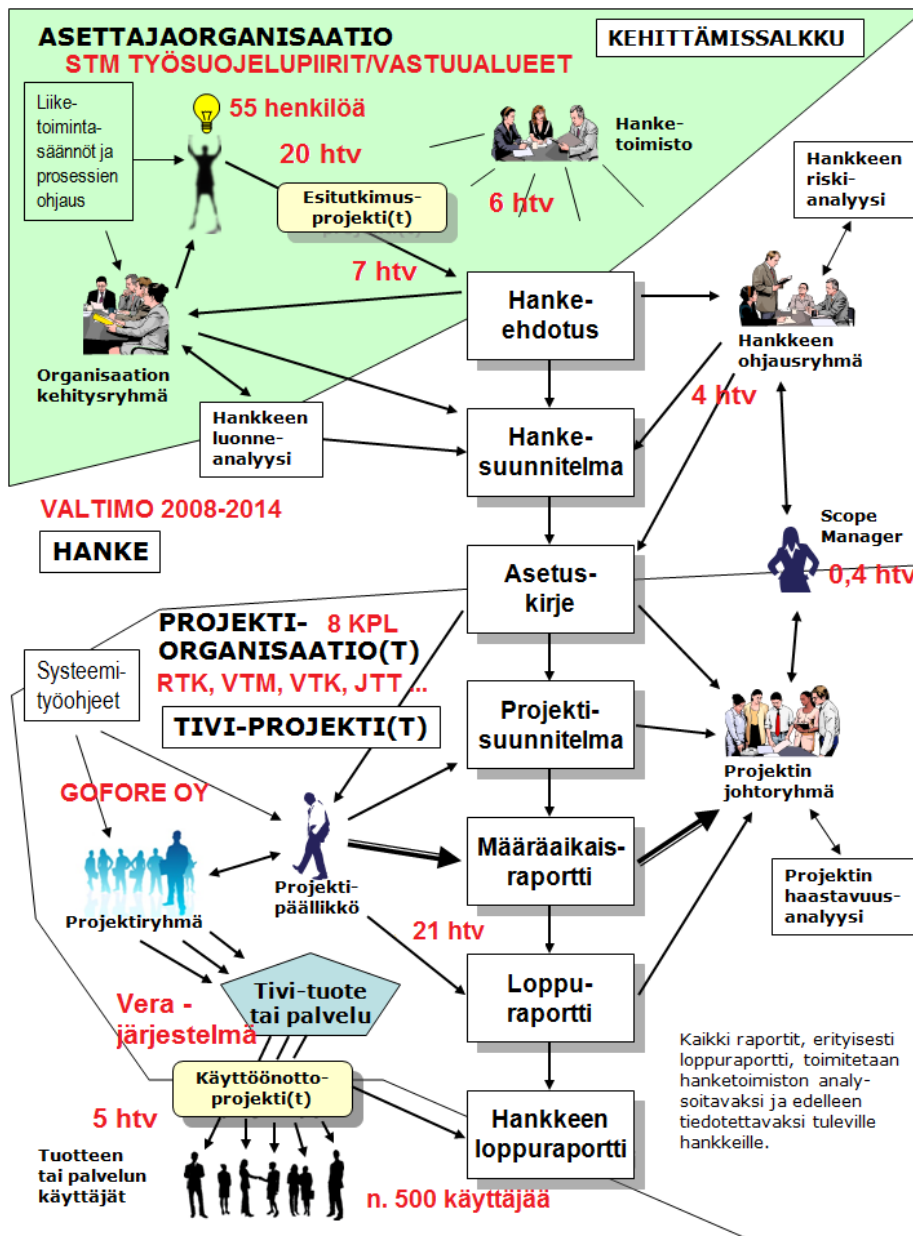 ASETTAJAORGANISAATIO
KEHITTÄMISSALKKU
STM TYÖSUOJELUPIIRIT/VASTUUALUEET
Liike-
toiminta-
säännöt ja
prosessien
ohjaus
55 henkilöä
20 htv
Hanke-
toimisto
Hankkeen
riski-
analyysi
Esitutkimus-
projekti(t)
6 htv
7 htv
Hanke-
ehdotus
Hankkeen
ohjausryhmä
Organisaation
kehitysryhmä
4 htv
Hankkeen
luonne-
analyysi
Hanke-
suunnitelma
VALTIMO 2008-2014
HANKE
Scope
Manager
0,4 htv
Asetus-
kirje
PROJEKTI-
ORGANISAATIO(T)
8 KPL
RTK, VTM, VTK, JTT ...
Systeemi-
työohjeet
TIVI-PROJEKTI(T)
Projekti-
suunnitelma
Projektin
johtoryhmä
GOFORE OY
Määräaikais-
raportti
Projektin
haastavuus-
analyysi
Projektiryhmä
Projekti-
päällikkö
21 htv
Tivi-tuote
tai palvelu
Loppu-
raportti
Vera -
järjestelmä
Kaikki raportit, erityisesti
loppuraportti, toimitetaan
hanketoimiston analy-
soitavaksi ja edelleen
tiedotettavaksi tuleville
hankkeille.
Käyttöönotto-
projekti(t)
5 htv
Hankkeen
loppuraportti
Tuotteen
tai palvelun
käyttäjät
n. 500 käyttäjää